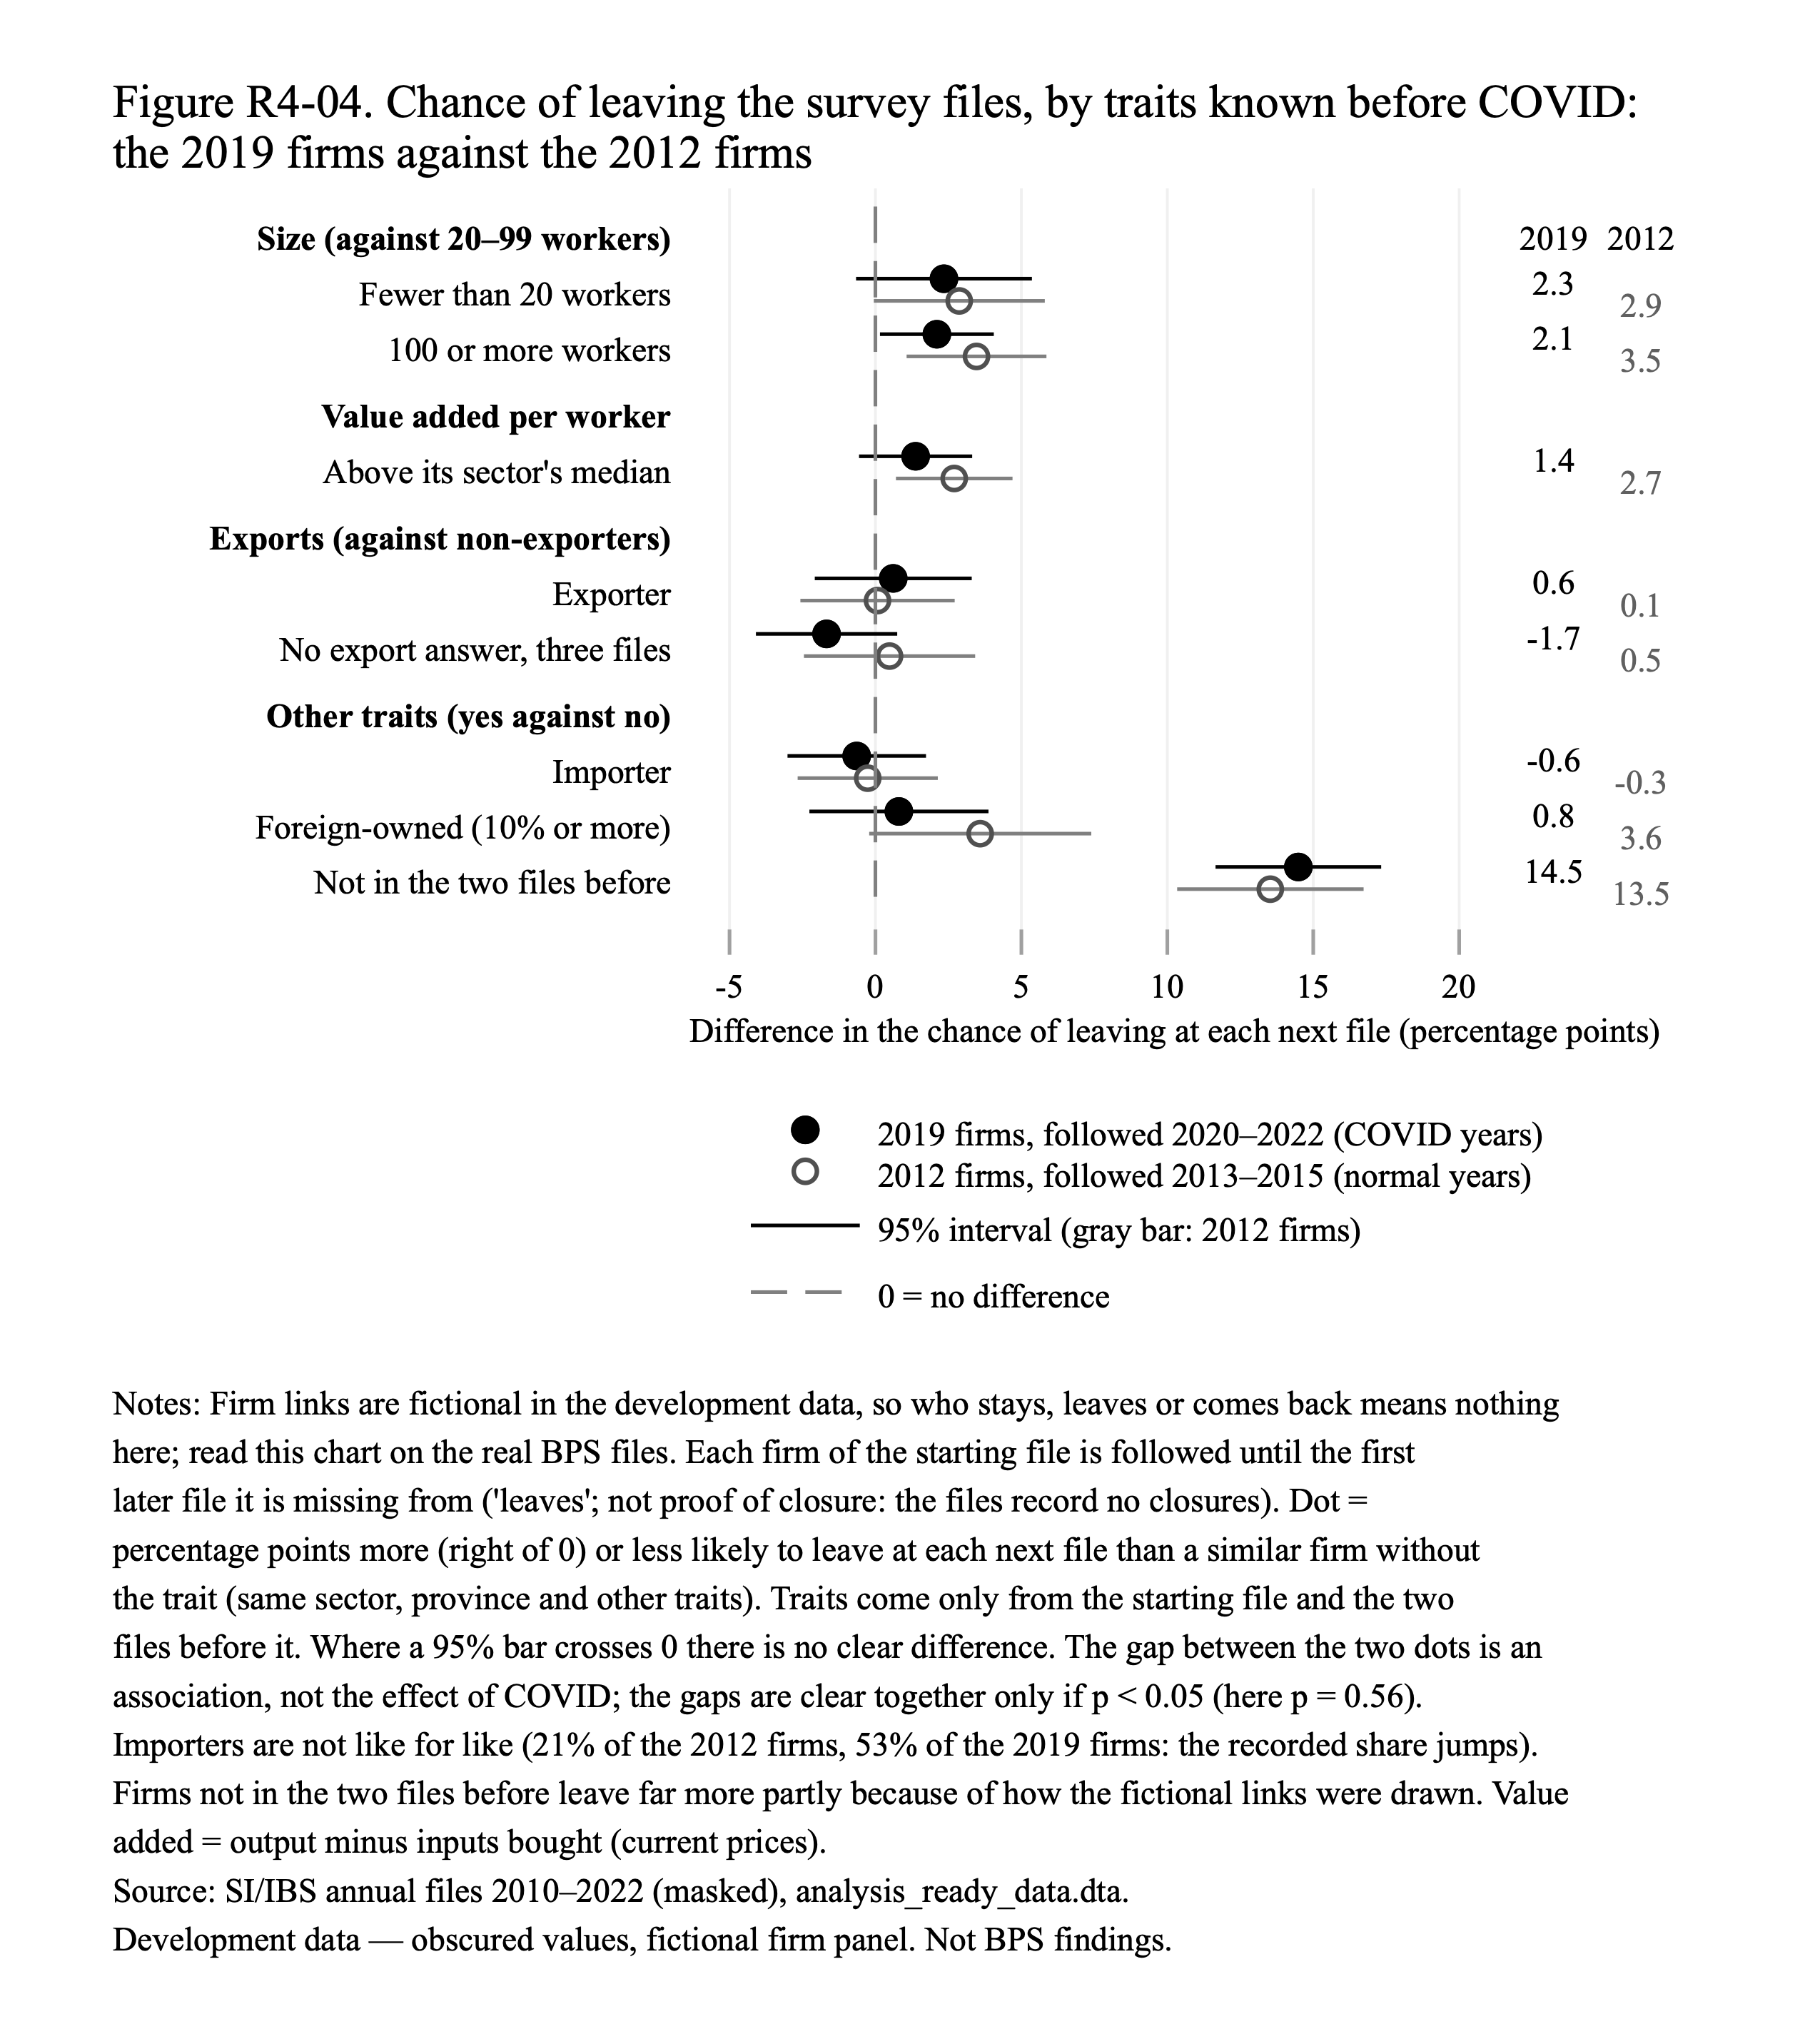 Figure R4-04. Chance of leaving the survey files, by traits known before COVID:
the 2019 firms against the 2012 firms
Size (against 20–99 workers)
2019 2012
Fewer than 20 workers
2.3
2.9
100 or more workers
2.1
3.5
Value added per worker
Above its sector's median
1.4
2.7
Exports (against non-exporters)
Exporter
0.6
0.1
No export answer, three files
-1.7
0.5
Other traits (yes against no)
Importer
-0.6
-0.3
Foreign-owned (10% or more)
0.8
3.6
Not in the two files before
14.5
13.5
-5 0 5 10 15 20
Difference in the chance of leaving at each next file (percentage points)
2019 firms, followed 2020–2022 (COVID years)
2012 firms, followed 2013–2015 (normal years)
95% interval (gray bar: 2012 firms)
0 = no difference
Notes: Firm links are fictional in the development data, so who stays, leaves or comes back means nothing
here; read this chart on the real BPS files. Each firm of the starting file is followed until the first
later file it is missing from ('leaves'; not proof of closure: the files record no closures). Dot =
percentage points more (right of 0) or less likely to leave at each next file than a similar firm without
the trait (same sector, province and other traits). Traits come only from the starting file and the two
files before it. Where a 95% bar crosses 0 there is no clear difference. The gap between the two dots is an
association, not the effect of COVID; the gaps are clear together only if p < 0.05 (here p = 0.56).
Importers are not like for like (21% of the 2012 firms, 53% of the 2019 firms: the recorded share jumps).
Firms not in the two files before leave far more partly because of how the fictional links were drawn. Value
added = output minus inputs bought (current prices).
Source: SI/IBS annual files 2010–2022 (masked), analysis_ready_data.dta.
Development data — obscured values, fictional firm panel. Not BPS findings.